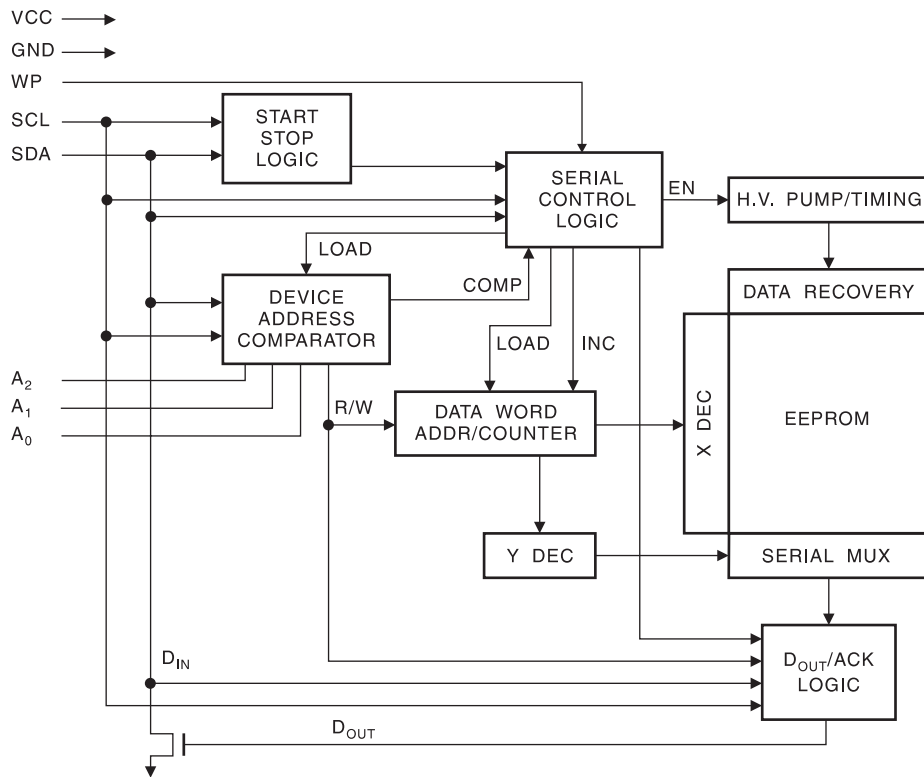 VCC
GND
WP
SCL
SDA
START
STOP
LOGIC
SERIAL
CONTROL
LOGIC
EN
H.V. PUMP/TIMING
LOAD
COMP
DEVICE
ADDRESS
COMPARATOR
DATA RECOVERY
LOAD
INC
A2
A1
A0
R/W
DATA WORD
ADDR/COUNTER
X DEC
EEPROM
Y DEC
SERIAL MUX
DIN
DOUT/ACK
LOGIC
DOUT